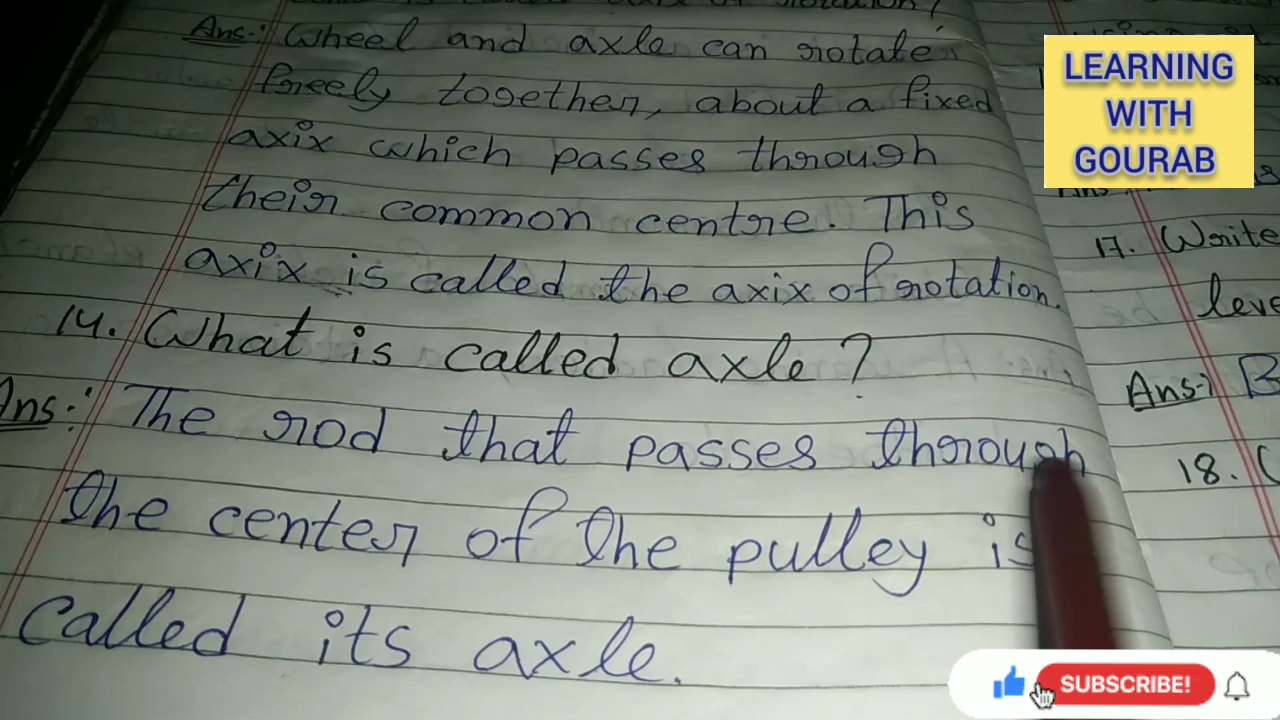 Ans:- Wheel and axle can rotate
freely together, about a fixed
axix which passes through
their common centre. This
axix is called the axix of rotation.
14. What is called axle?
Ans:- The rod that passes through
the center of the pulley is
called its axle.
LEARNING
WITH
GOURAB
17. Write
leve
Ans:-
18.
SUBSCRIBE!